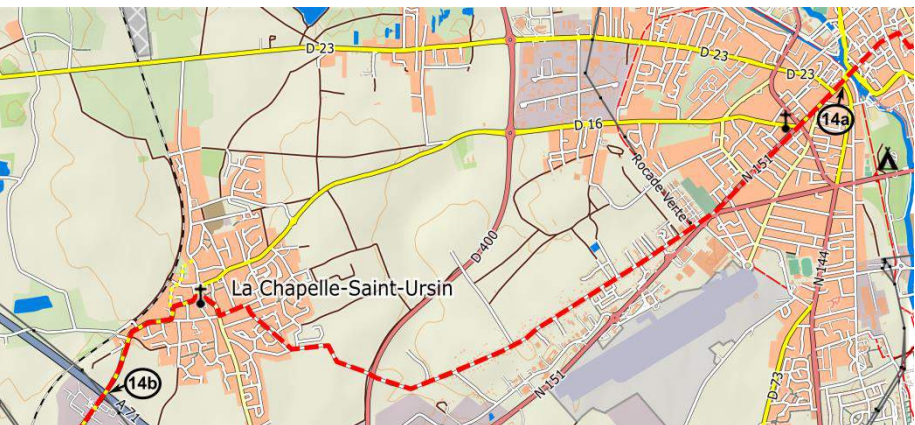 D 23
D 23
D 23
14a
D 16
N 151
Rocade Verte
D 400
N 144
La Chapelle-Saint-Ursin
14b
A 71
N 151
D 73